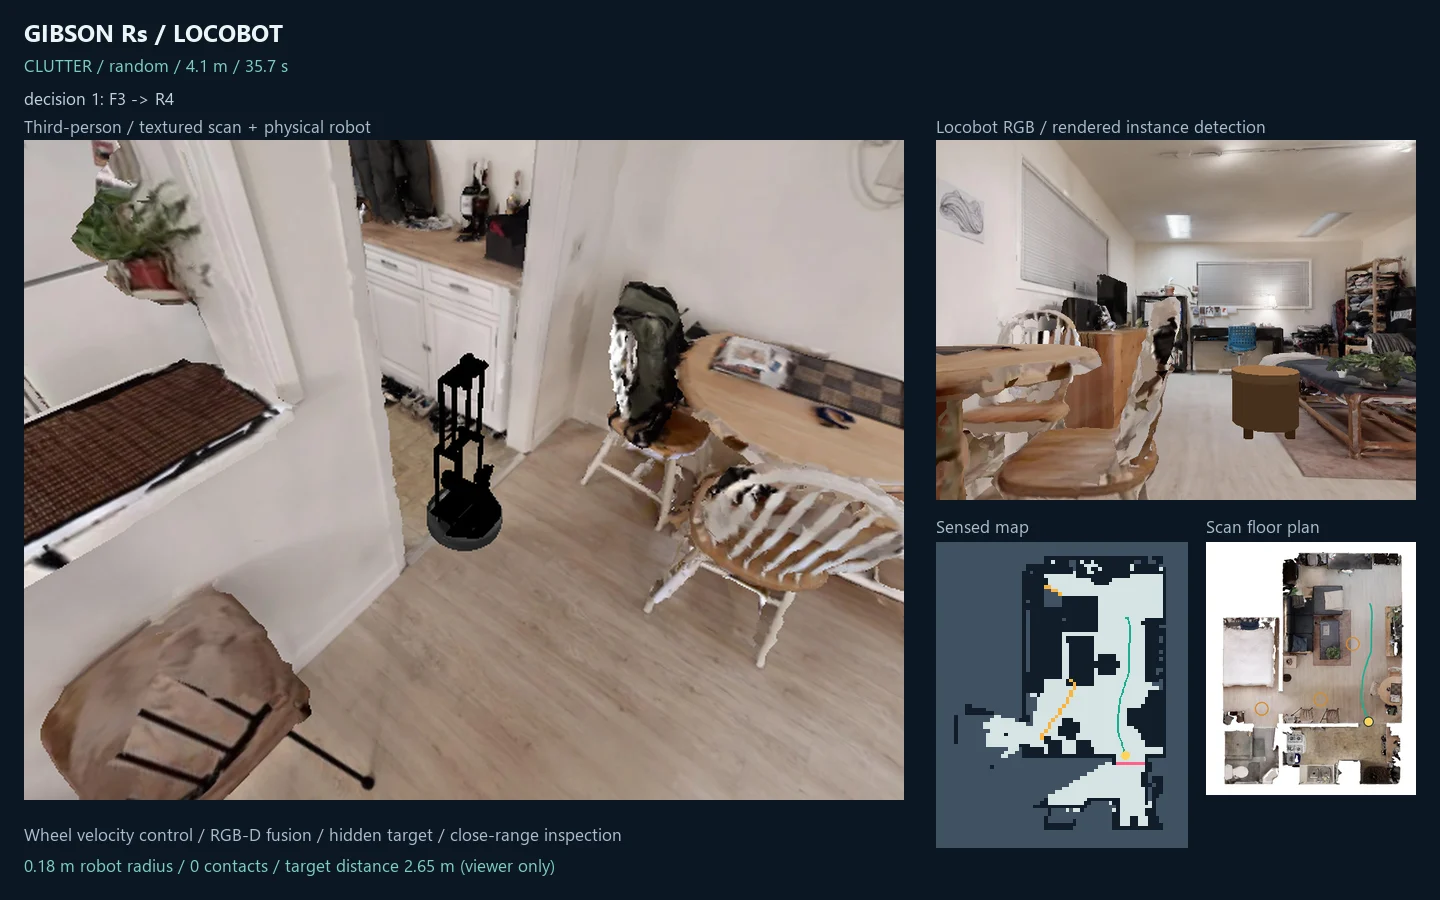 GIBSON Rs / LOCOBOT
CLUTTER / random / 4.1 m / 35.7 s
decision 1: F3 -> R4
Third-person / textured scan + physical robot
Locobot RGB / rendered instance detection
Sensed map
Scan floor plan
Wheel velocity control / RGB-D fusion / hidden target / close-range inspection
0.18 m robot radius / 0 contacts / target distance 2.65 m (viewer only)